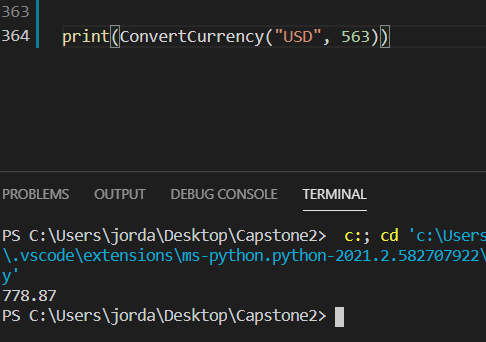 363
364 print(ConvertCurrency("USD", 563))
PROBLEMS OUTPUT DEBUG CONSOLE TERMINAL
PS C:\Users\jorda\Desktop\Capstone2>  c:; cd 'c:\Users
\.vscode\extensions\ms-python.python-2021.2.582707922\
y'
778.87
PS C:\Users\jorda\Desktop\Capstone2>